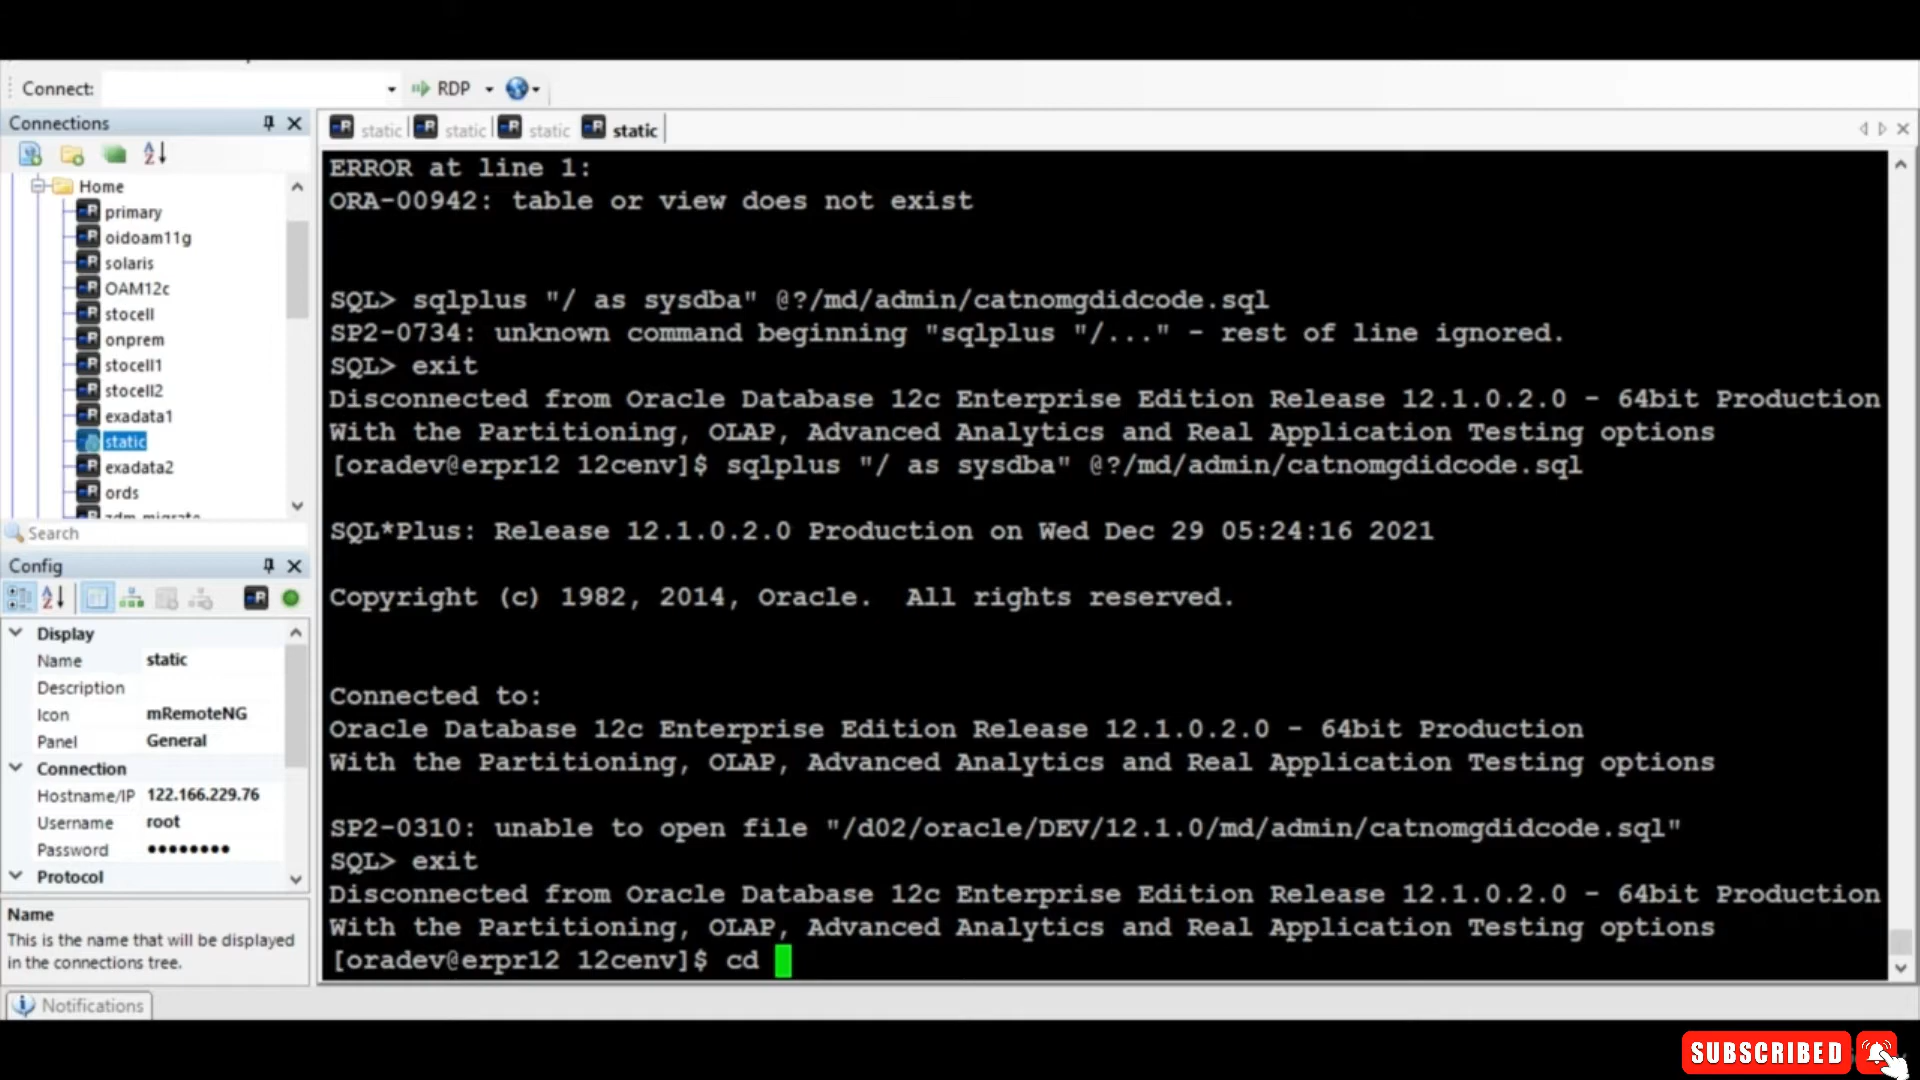 Connect:
RDP
Connections
Home
primary
oidoam11g
solaris
OAM12c
stocell
onprem
stocell1
stocell2
exadata1
static
exadata2
ords
zdm_migrate
Search
Config
Display
Name static
Description
Icon mRemoteNG
Panel General
Connection
Hostname/IP 122.166.229.76
Username root
Password ••••••••
Protocol
Name
This is the name that will be displayed
in the connections tree.
Notifications
static static static static
ERROR at line 1:
ORA-00942: table or view does not exist
SQL> sqlplus "/ as sysdba" @?/md/admin/catnomgdidcode.sql
SP2-0734: unknown command beginning "sqlplus "/..." - rest of line ignored.
SQL> exit
Disconnected from Oracle Database 12c Enterprise Edition Release 12.1.0.2.0 - 64bit Production
With the Partitioning, OLAP, Advanced Analytics and Real Application Testing options
[oradev@erpr12 12cenv]$ sqlplus "/ as sysdba" @?/md/admin/catnomgdidcode.sql
SQL*Plus: Release 12.1.0.2.0 Production on Wed Dec 29 05:24:16 2021
Copyright (c) 1982, 2014, Oracle.  All rights reserved.
Connected to:
Oracle Database 12c Enterprise Edition Release 12.1.0.2.0 - 64bit Production
With the Partitioning, OLAP, Advanced Analytics and Real Application Testing options
SP2-0310: unable to open file "/d02/oracle/DEV/12.1.0/md/admin/catnomgdidcode.sql"
SQL> exit
Disconnected from Oracle Database 12c Enterprise Edition Release 12.1.0.2.0 - 64bit Production
With the Partitioning, OLAP, Advanced Analytics and Real Application Testing options
[oradev@erpr12 12cenv]$ cd
SUBSCRIBED